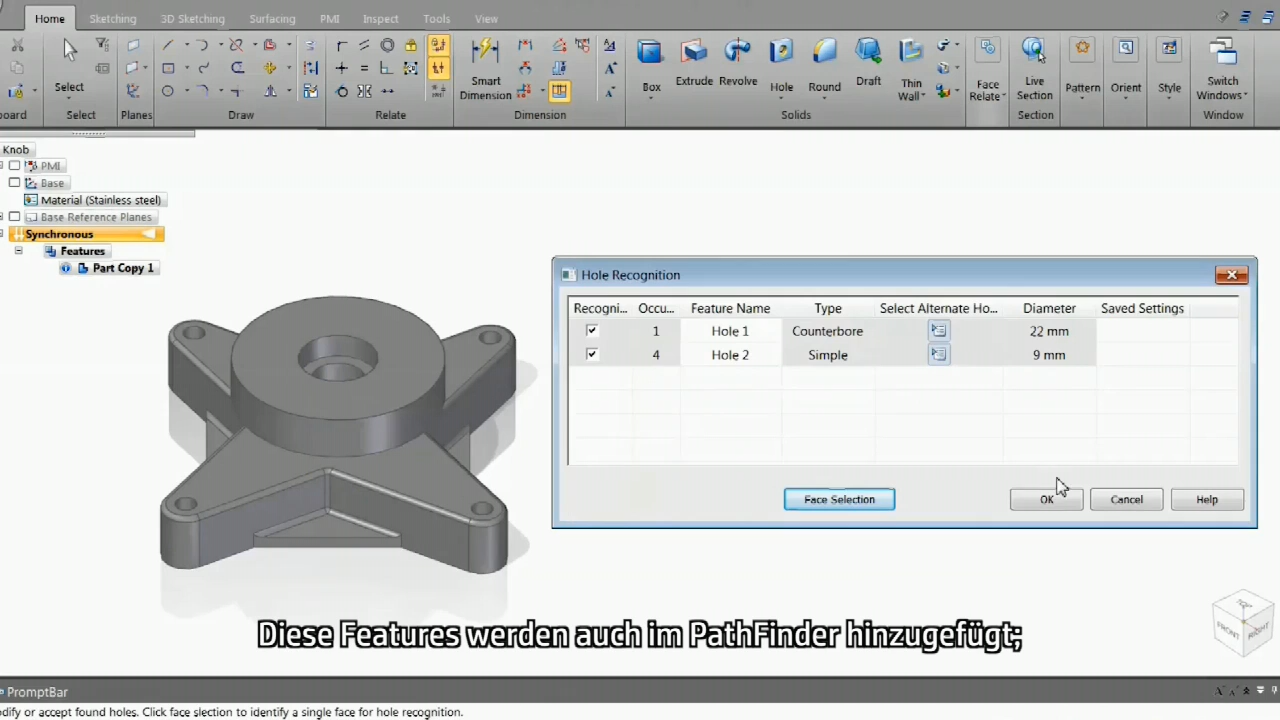 Home Sketching 3D Sketching Surfacing PMI Inspect Tools View
Select
Smart
Dimension
Box
Extrude
Revolve
Hole
Round
Draft
Thin
Wall
Face
Relate
Live
Section
Pattern
Orient
Style
Switch
Windows
oard Select Planes Draw Relate Dimension Solids Section Window
Knob
PMI
Base
Material (Stainless steel)
Base Reference Planes
Synchronous
Features
Part Copy 1
Hole Recognition
Recogni... Occu... Feature Name Type Select Alternate Ho... Diameter Saved Settings
1 Hole 1 Counterbore 22 mm
4 Hole 2 Simple 9 mm
Face Selection OK Cancel Help
FRONT RIGHT
Diese Features werden auch im PathFinder hinzugefügt;
PromptBar
odify or accept found holes. Click face slection to identify a single face for hole recognition.